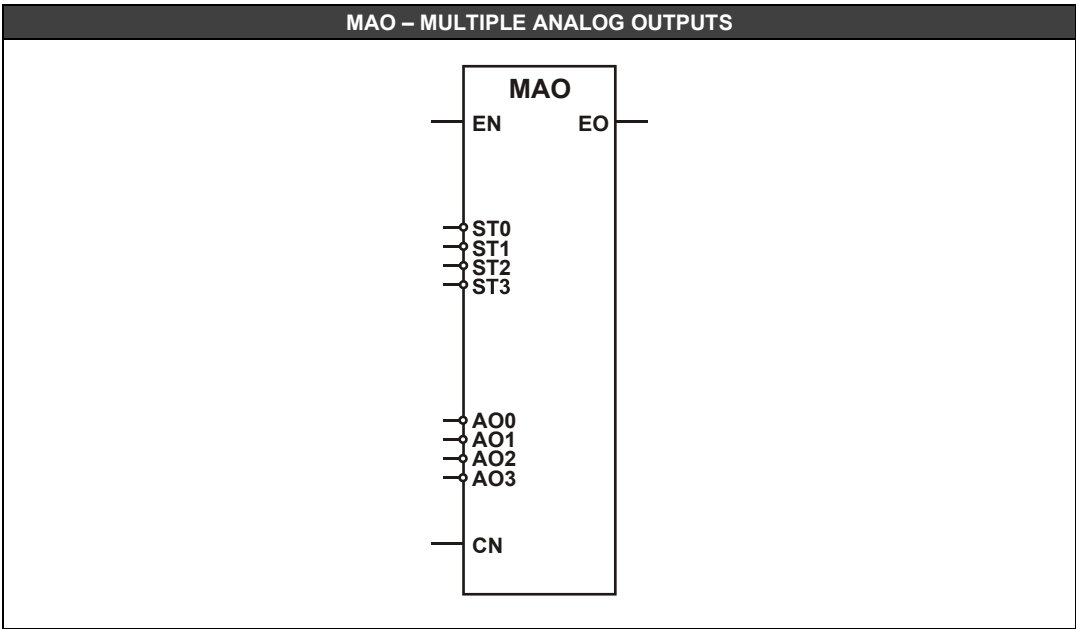 MAO – MULTIPLE ANALOG OUTPUTS
MAO
EN EO
ST0
ST1
ST2
ST3
AO0
AO1
AO2
AO3
CN